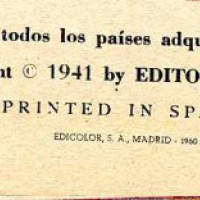 todos los países adqu
nt © 1941 by EDITO
PRINTED IN SPA
EDICOLOR, S. A., MADRID - 1960